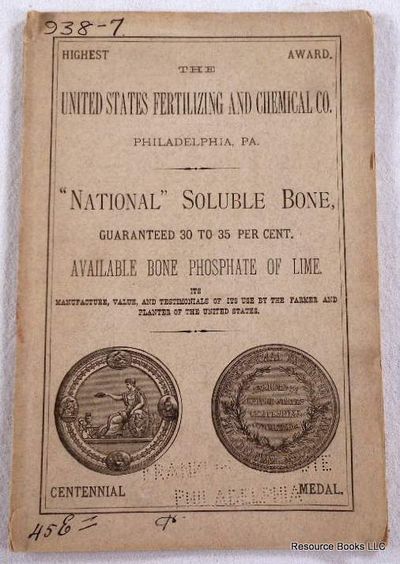 938-7
HIGHEST AWARD.
THE
UNITED STATES FERTILIZING AND CHEMICAL CO.
PHILADELPHIA, PA.
"NATIONAL" SOLUBLE BONE,
GUARANTEED 30 TO 35 PER CENT.
AVAILABLE BONE PHOSPHATE OF LIME.
ITS
MANUFACTURE, VALUE, AND TESTIMONIALS OF ITS USE BY THE FARMER AND
PLANTER OF THE UNITED STATES.
FRANKLIN
PHILADELPHIA
CENTENNIAL MEDAL.
Resource Books LLC